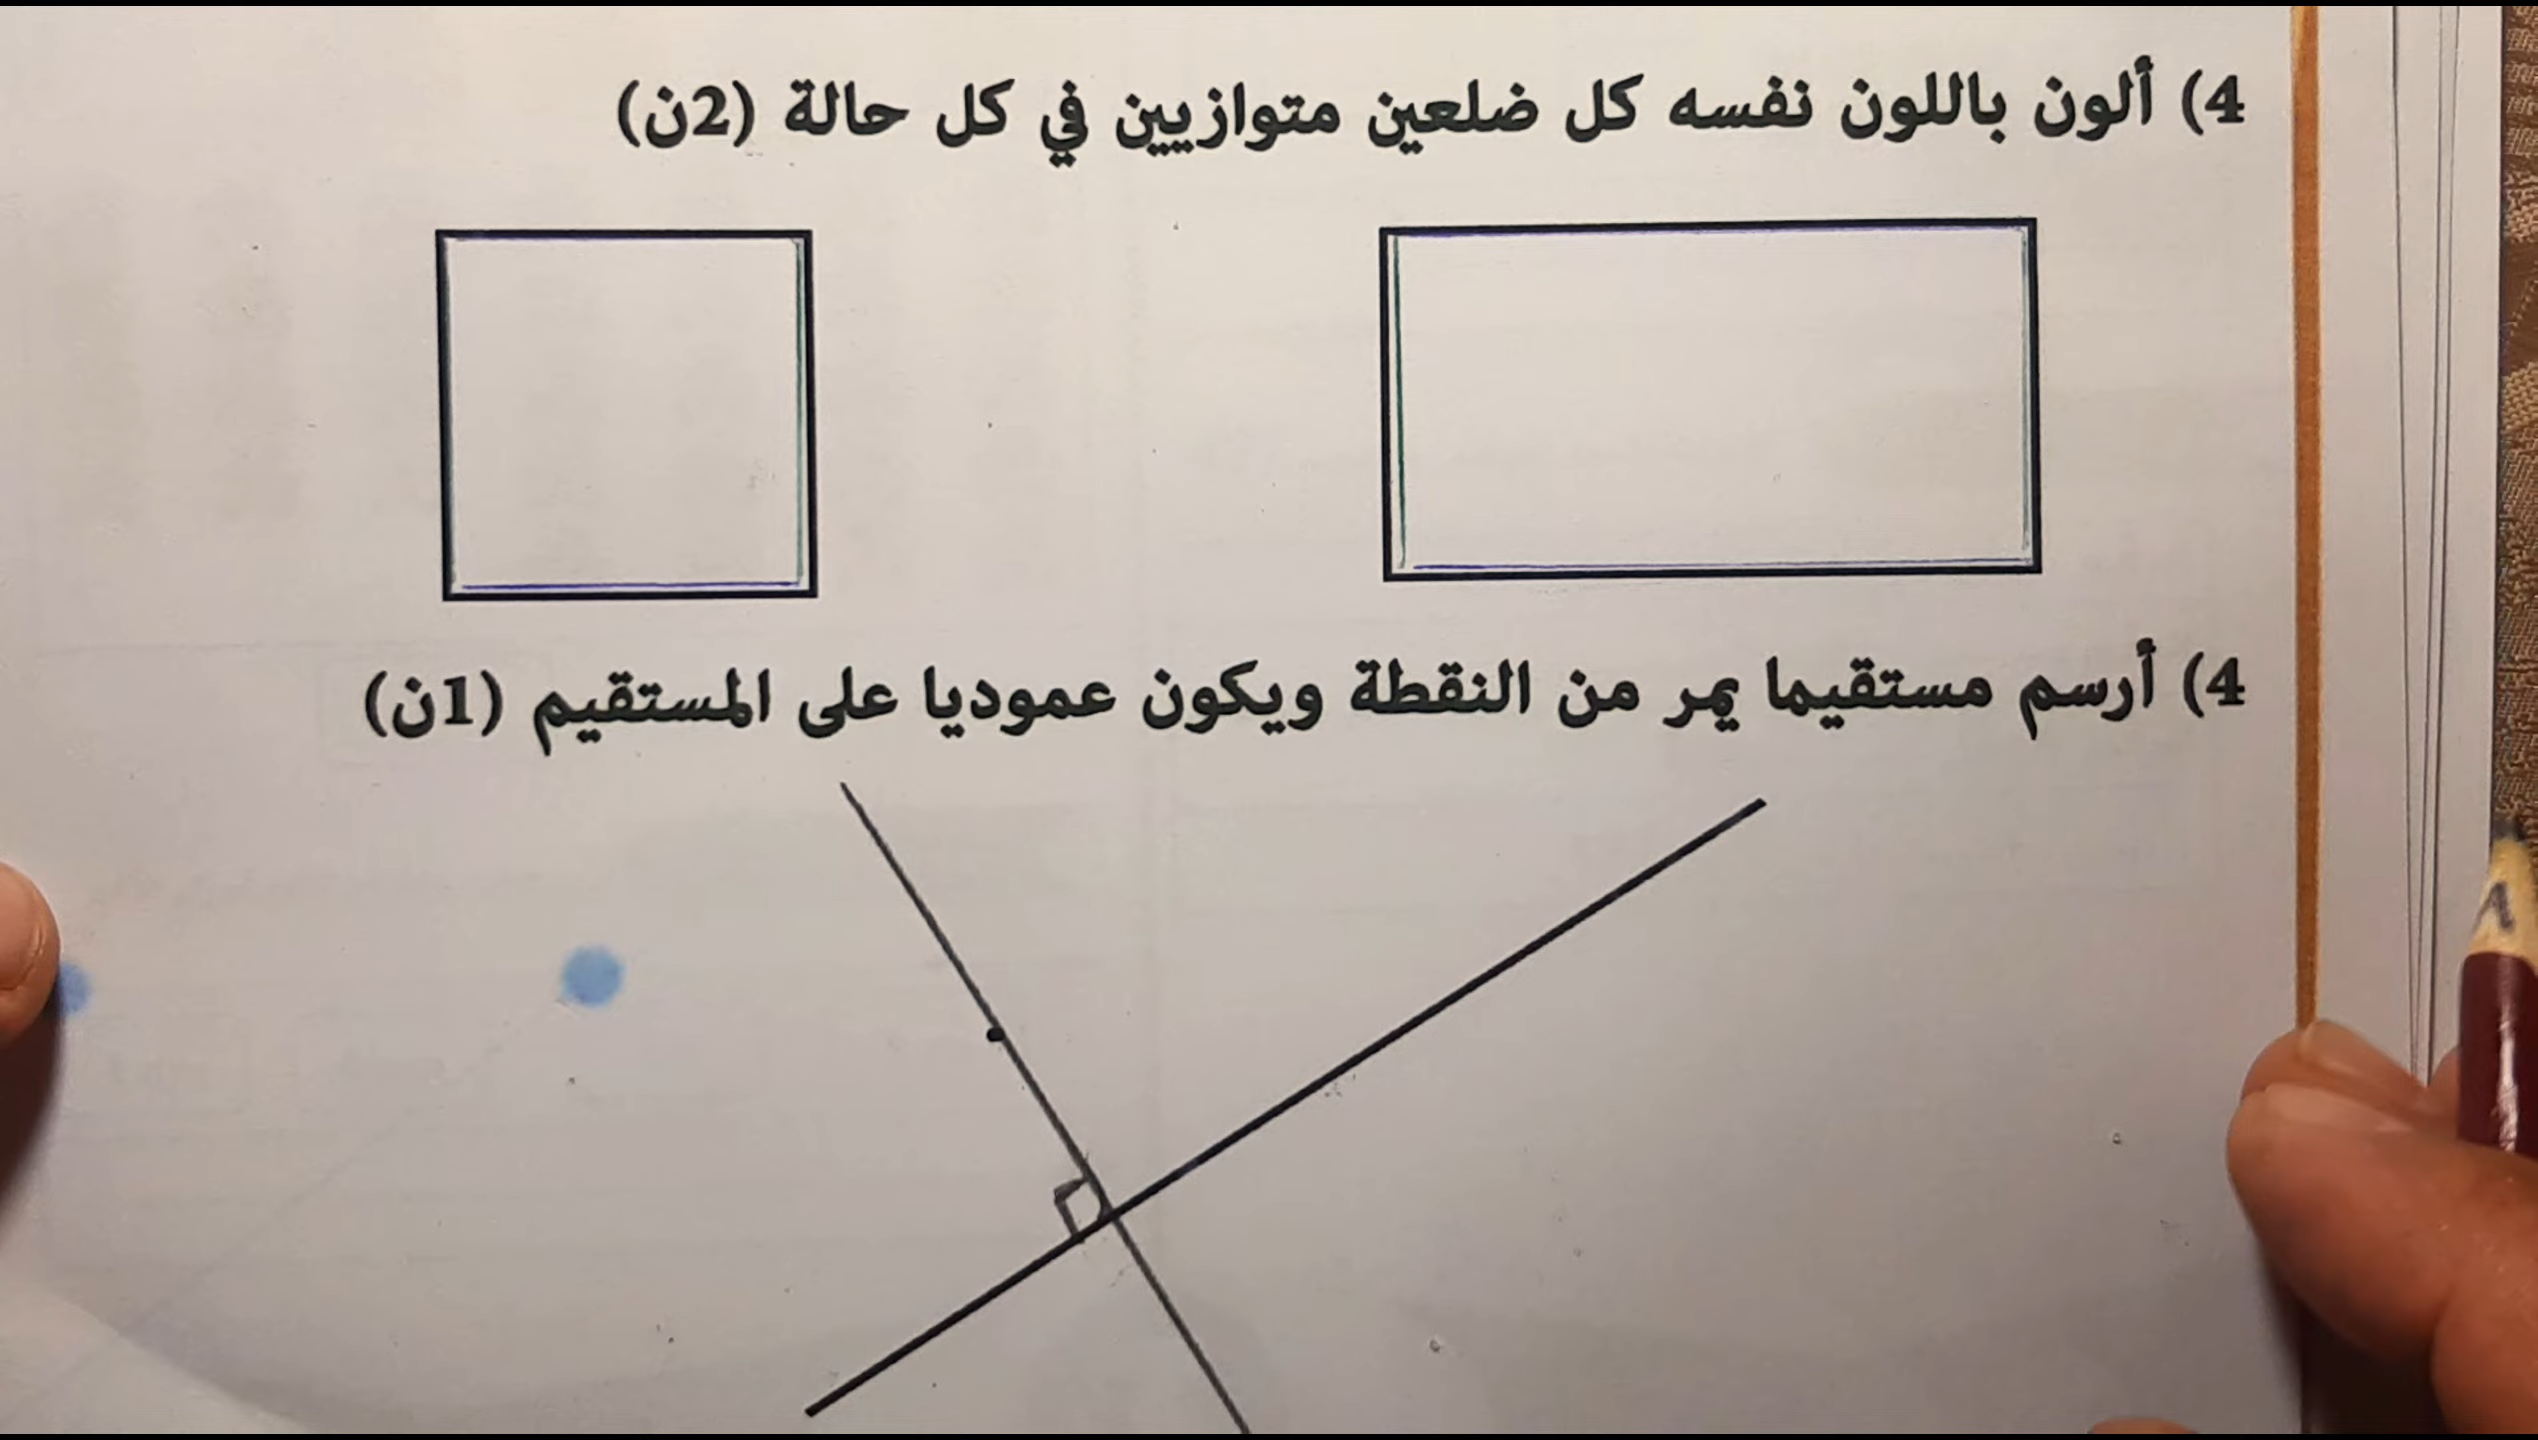 4) ألون باللون نفسه كل ضلعين متوازيين في كل حالة (2ن)
4) أرسم مستقيما يمر من النقطة ويكون عموديا على المستقيم (1ن)